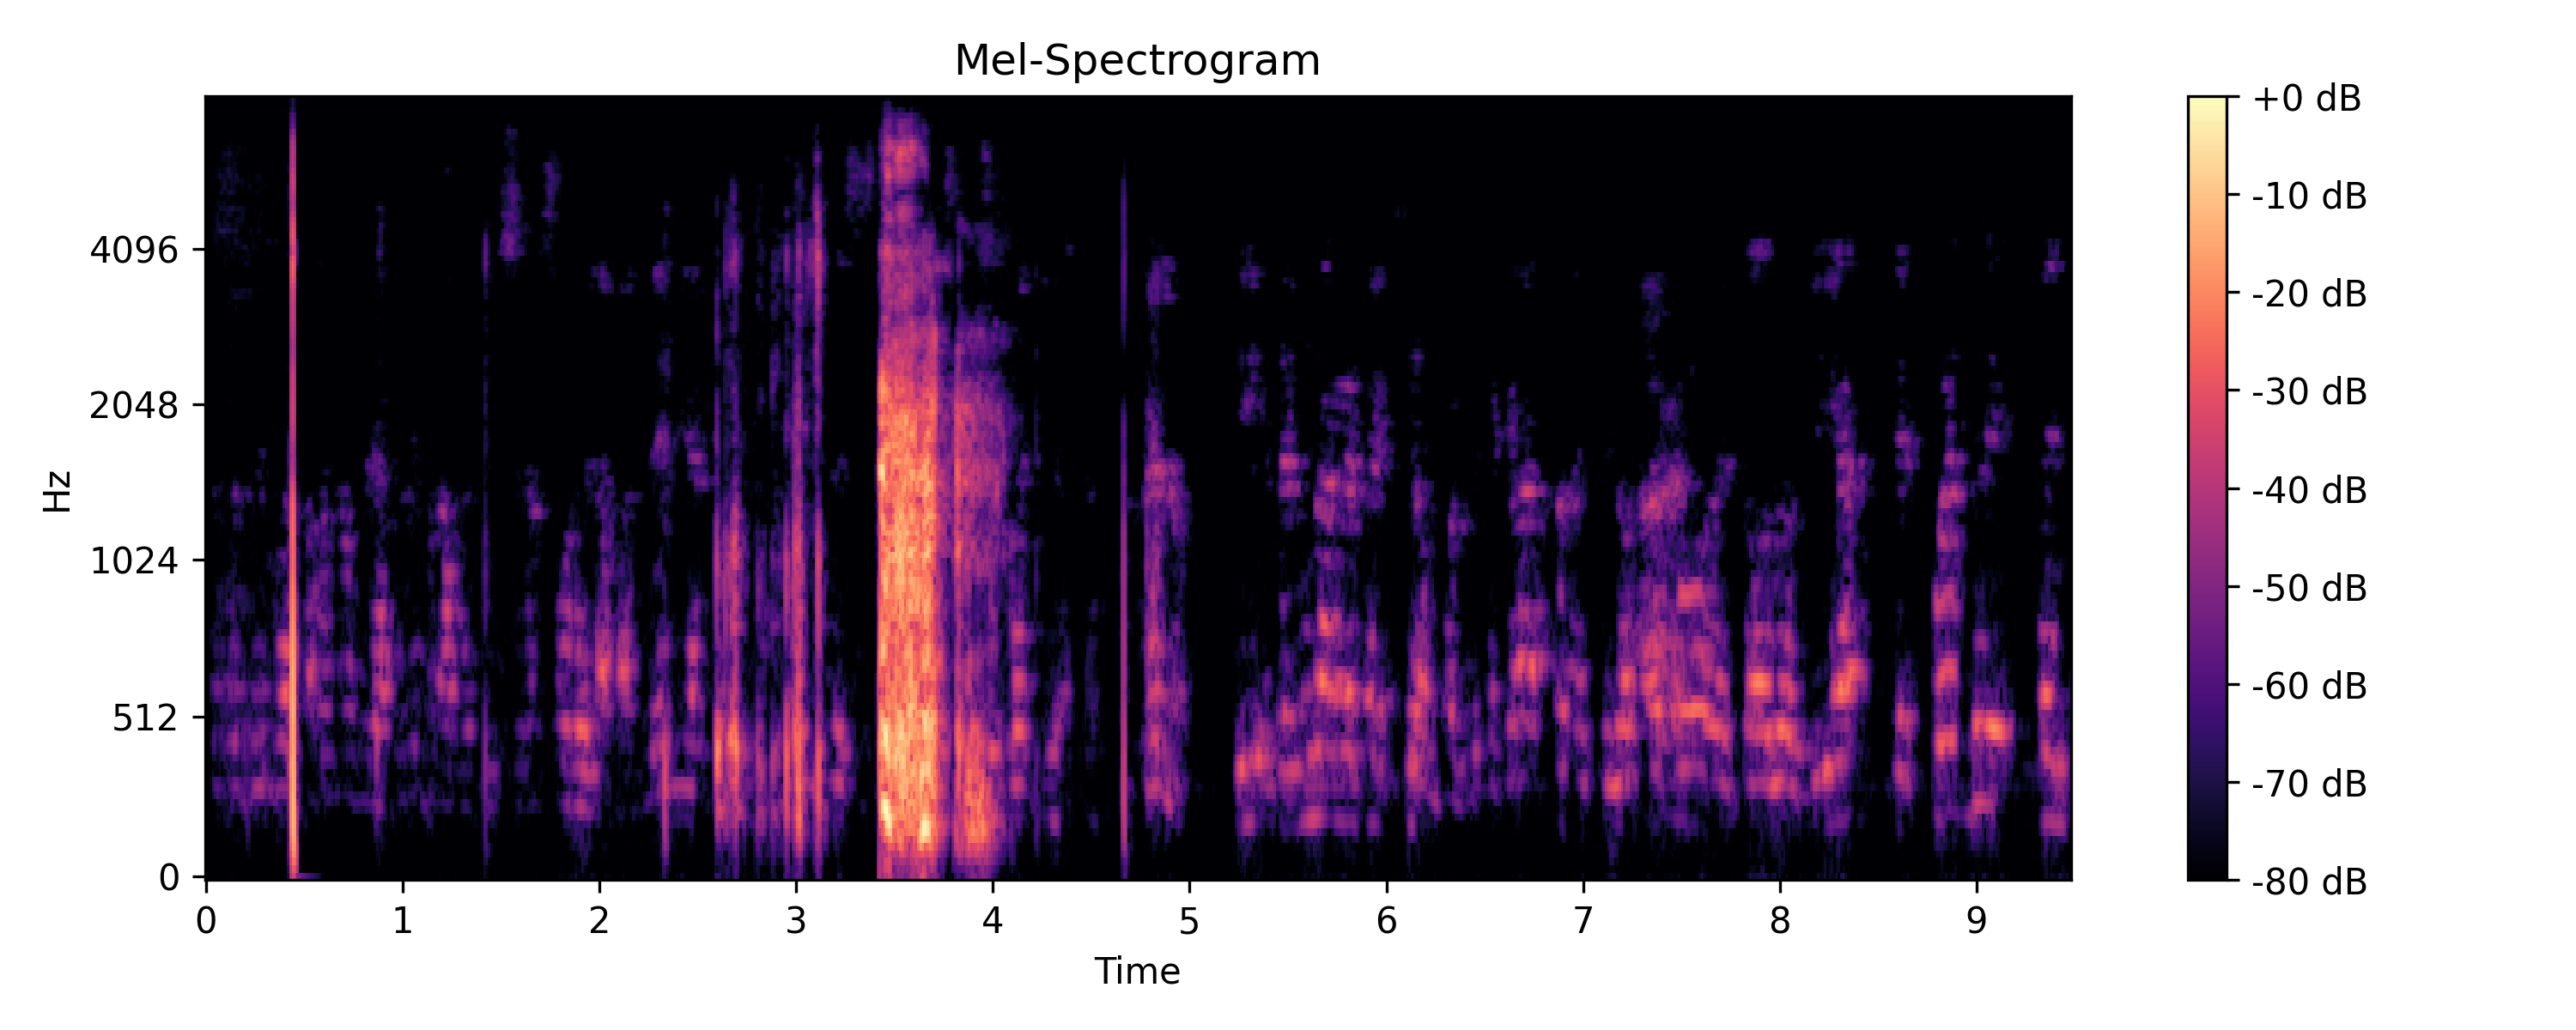 Mel-Spectrogram
+0 dB
-10 dB
-20 dB
-30 dB
-40 dB
-50 dB
-60 dB
-70 dB
-80 dB
4096
2048
1024
512
0
Hz
0 1 2 3 4 5 6 7 8 9
Time